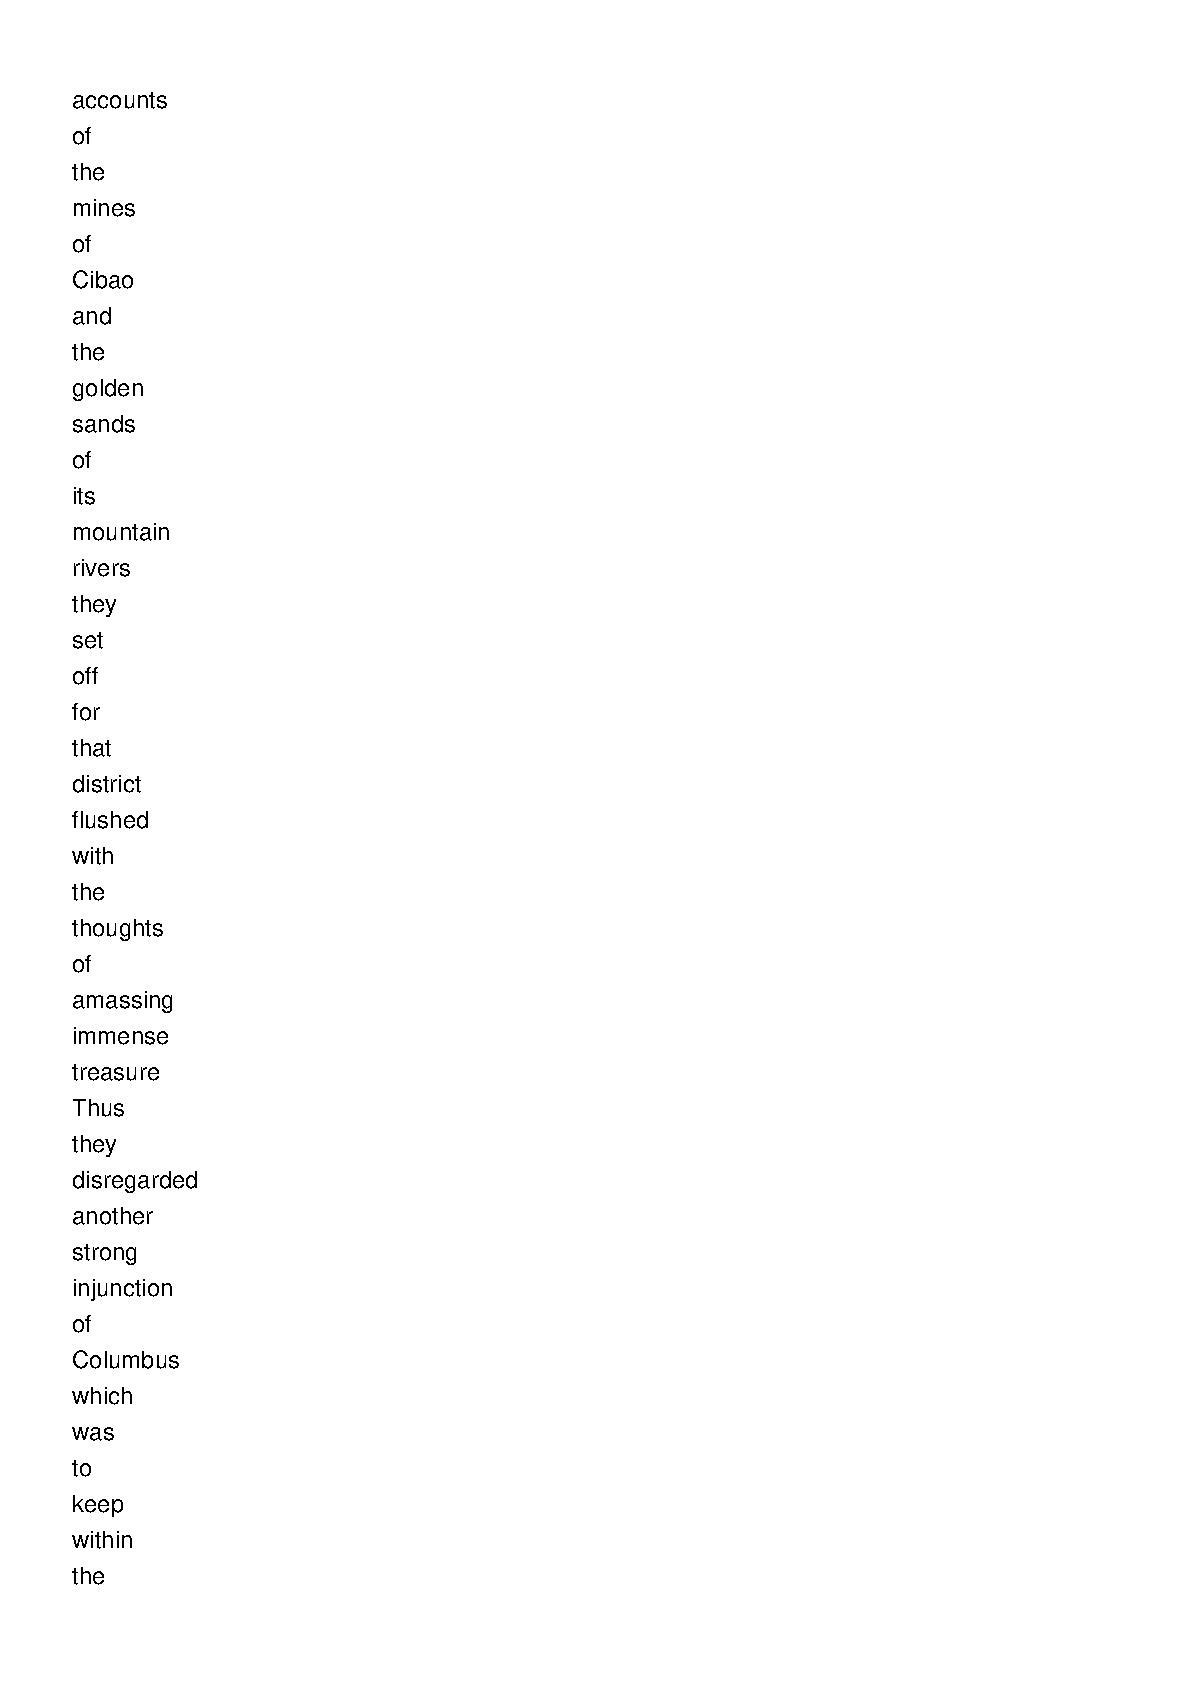 accounts
of
the
mines
of
Cibao
and
the
golden
sands
of
its
mountain
rivers
they
set
off
for
that
district
flushed
with
the
thoughts
of
amassing
immense
treasure
Thus
they
disregarded
another
strong
injunction
of
Columbus
which
was
to
keep
within
the